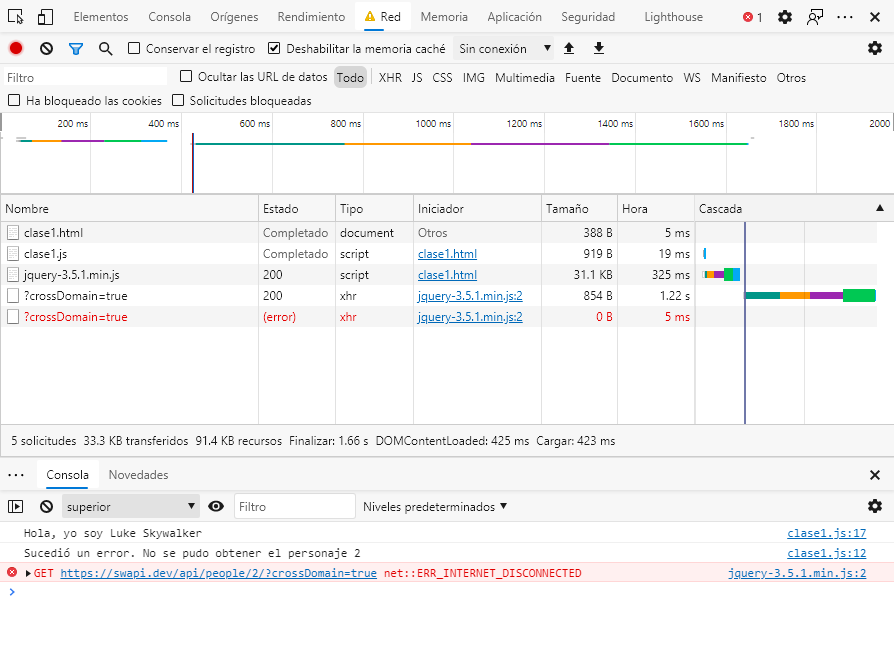 Elementos Consola Orígenes Rendimiento Red Memoria Aplicación Seguridad Lighthouse 1
Conservar el registro Deshabilitar la memoria caché Sin conexión
Filtro Ocultar las URL de datos Todo XHR JS CSS IMG Multimedia Fuente Documento WS Manifiesto Otros
Ha bloqueado las cookies Solicitudes bloqueadas
200 ms 400 ms 600 ms 800 ms 1000 ms 1200 ms 1400 ms 1600 ms 1800 ms 2000
Nombre Estado Tipo Iniciador Tamaño Hora Cascada
clase1.html Completado document Otros 388 B 5 ms
clase1.js Completado script clase1.html 919 B 19 ms
jquery-3.5.1.min.js 200 script clase1.html 31.1 KB 325 ms
?crossDomain=true 200 xhr jquery-3.5.1.min.js:2 854 B 1.22 s
?crossDomain=true (error) xhr jquery-3.5.1.min.js:2 0 B 5 ms
5 solicitudes 33.3 KB transferidos 91.4 KB recursos Finalizar: 1.66 s DOMContentLoaded: 425 ms Cargar: 423 ms
Consola Novedades
superior Filtro Niveles predeterminados
Hola, yo soy Luke Skywalker clase1.js:17
Sucedió un error. No se pudo obtener el personaje 2 clase1.js:12
GET https://swapi.dev/api/people/2/?crossDomain=true net::ERR_INTERNET_DISCONNECTED jquery-3.5.1.min.js:2